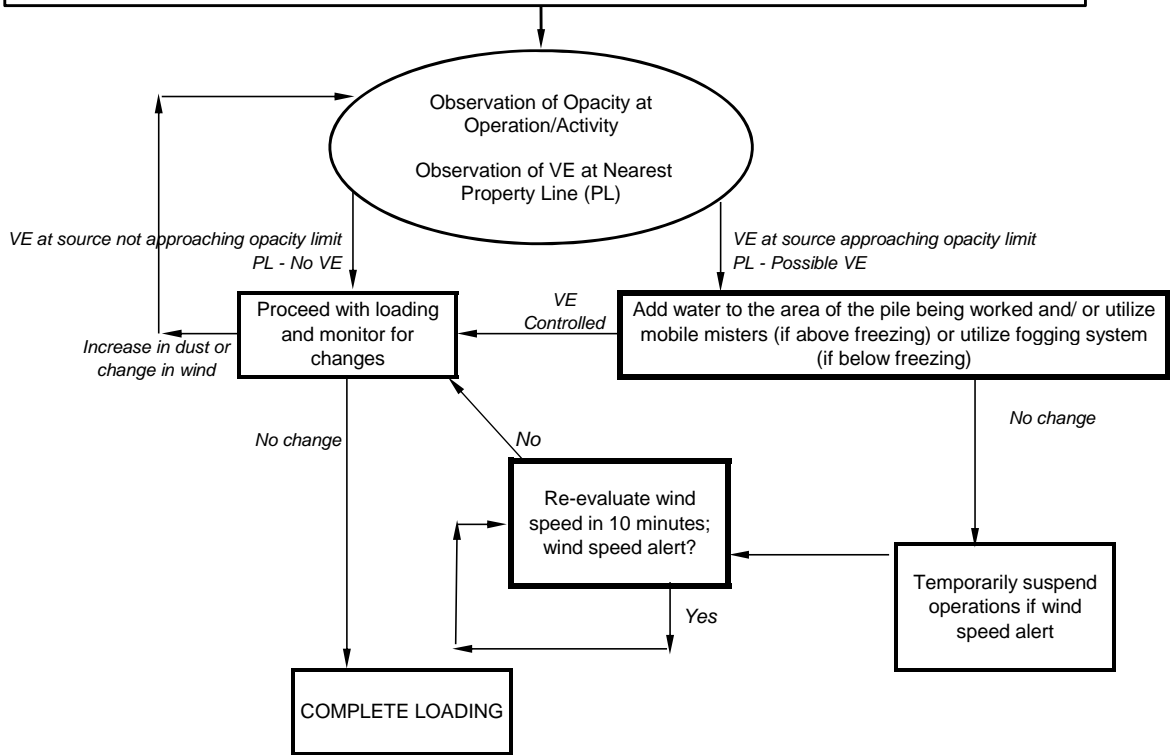 Observation of Opacity at
Operation/Activity
Observation of VE at Nearest
Property Line (PL)
VE at source not approaching opacity limit
PL - No VE
VE at source approaching opacity limit
PL - Possible VE
Proceed with loading
and monitor for
changes
VE
Controlled
Add water to the area of the pile being worked and/ or utilize
mobile misters (if above freezing) or utilize fogging system
(if below freezing)
Increase in dust or
change in wind
No change
No
No change
Re-evaluate wind
speed in 10 minutes;
wind speed alert?
Temporarily suspend
operations if wind
speed alert
Yes
COMPLETE LOADING